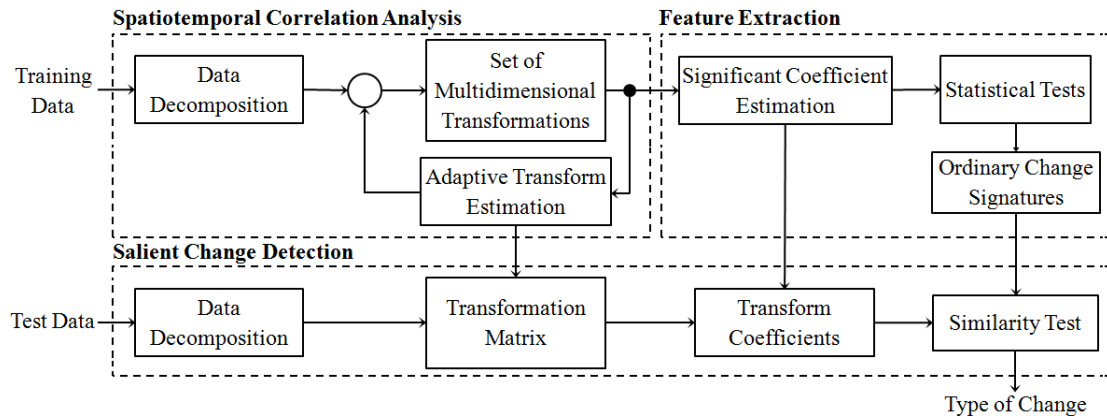 Spatiotemporal Correlation Analysis
Feature Extraction
Training
Data
Data
Decomposition
Set of
Multidimensional
Transformations
Significant Coefficient
Estimation
Statistical Tests
Adaptive Transform
Estimation
Ordinary Change
Signatures
Salient Change Detection
Test Data
Data
Decomposition
Transformation
Matrix
Transform
Coefficients
Similarity Test
Type of Change